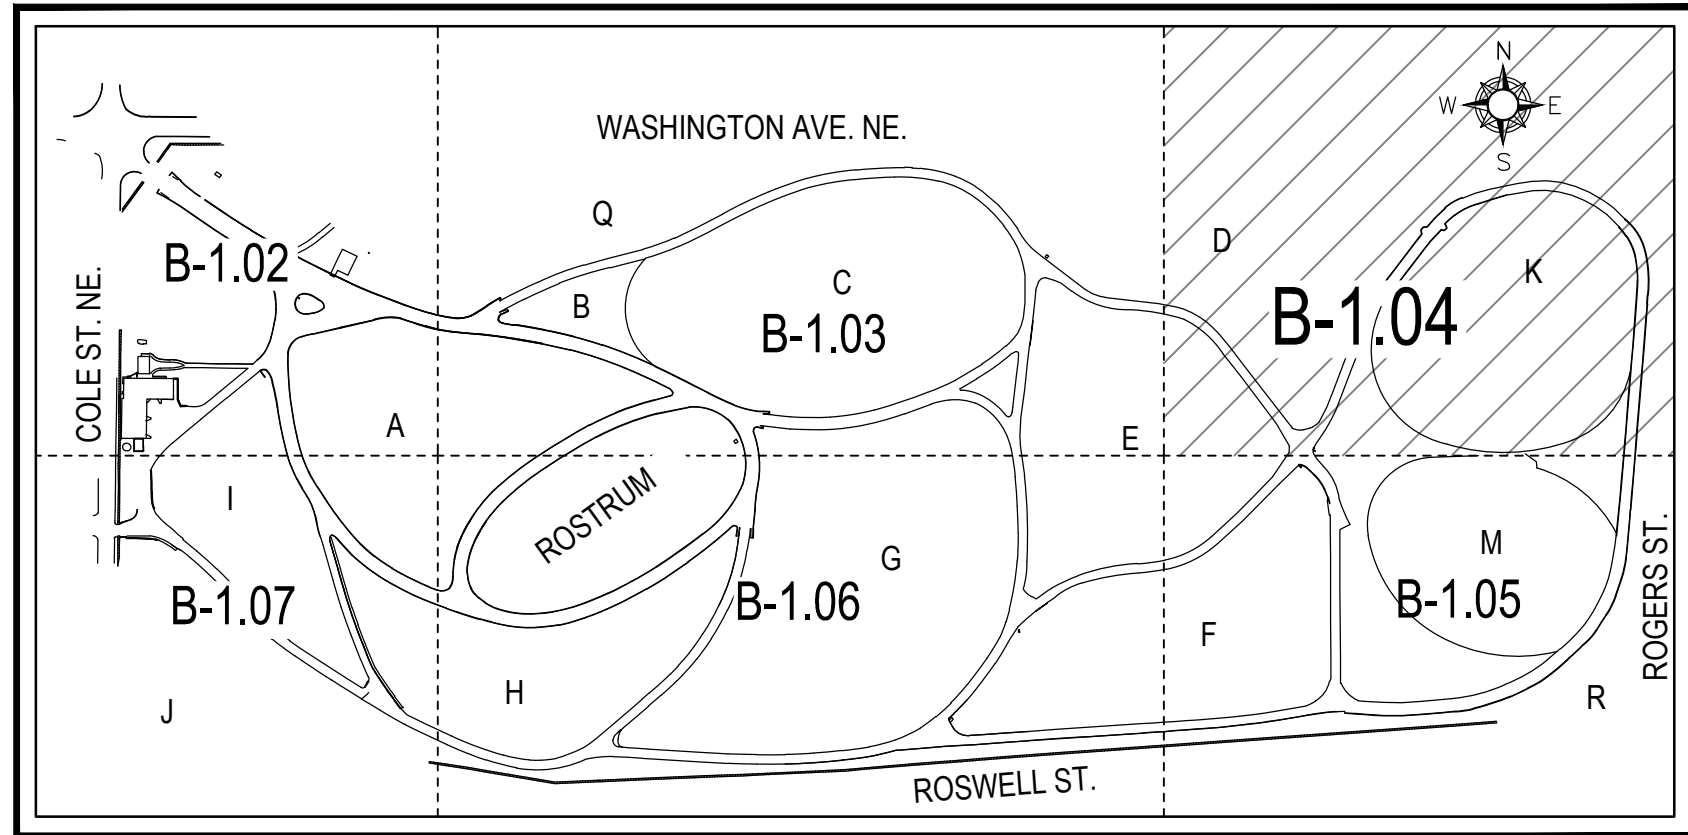 N
W E
S
WASHINGTON AVE. NE.
Q
D
B-1.02
K
C
B
B-1.04
B-1.03
COLE ST. NE.
A
E
ROSTRUM
I
G
M
B-1.07
B-1.06
B-1.05
ROGERS ST.
F
H
R
J
ROSWELL ST.